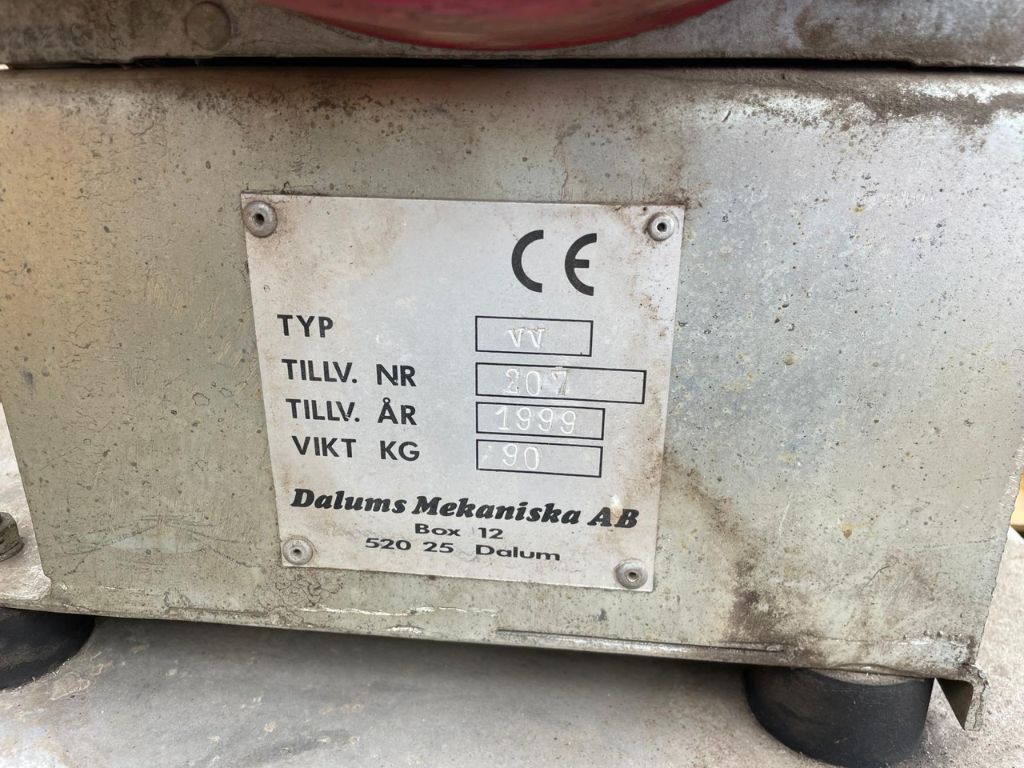 CE
TYP VV
TILLV. NR 207
TILLV. ÅR 1999
VIKT KG 90
Dalums Mekaniska AB
Box 12
520 25 Dalum